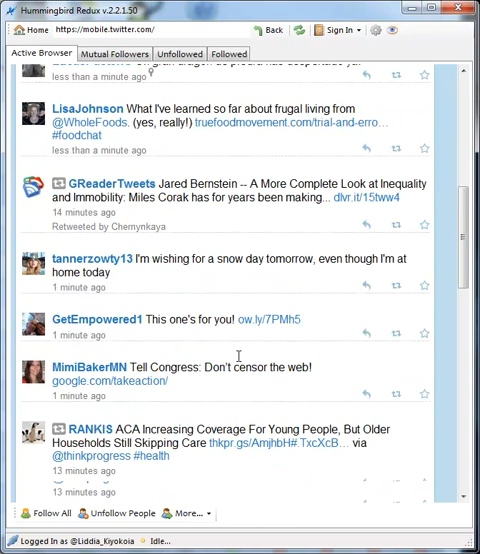 Hummingbird Redux v.2.2.1.50
Home https://mobile.twitter.com/ Back Sign In
Active Browser Mutual Followers Unfollowed Followed
less than a minute ago
LisaJohnson What I've learned so far about frugal living from
@WholeFoods. (yes, really!) truefoodmovement.com/trial-and-erro…
#foodchat
less than a minute ago
GReaderTweets Jared Bernstein -- A More Complete Look at Inequality
and Immobility: Miles Corak has for years been making... dlvr.it/15tww4
14 minutes ago
Retweeted by Chemynkaya
tannerzowty13 I'm wishing for a snow day tomorrow, even though I'm at
home today
1 minute ago
GetEmpowered1 This one's for you! ow.ly/7PMh5
1 minute ago
MimiBakerMN Tell Congress: Don't censor the web!
google.com/takeaction/
1 minute ago
RANKIS ACA Increasing Coverage For Young People, But Older
Households Still Skipping Care thkpr.gs/AmjhbH#.TxcXcB… via
@thinkprogress #health
13 minutes ago
13 minutes ago
Follow All Unfollow People More...
Logged In as @Liddia_Kiyokoia Idle...